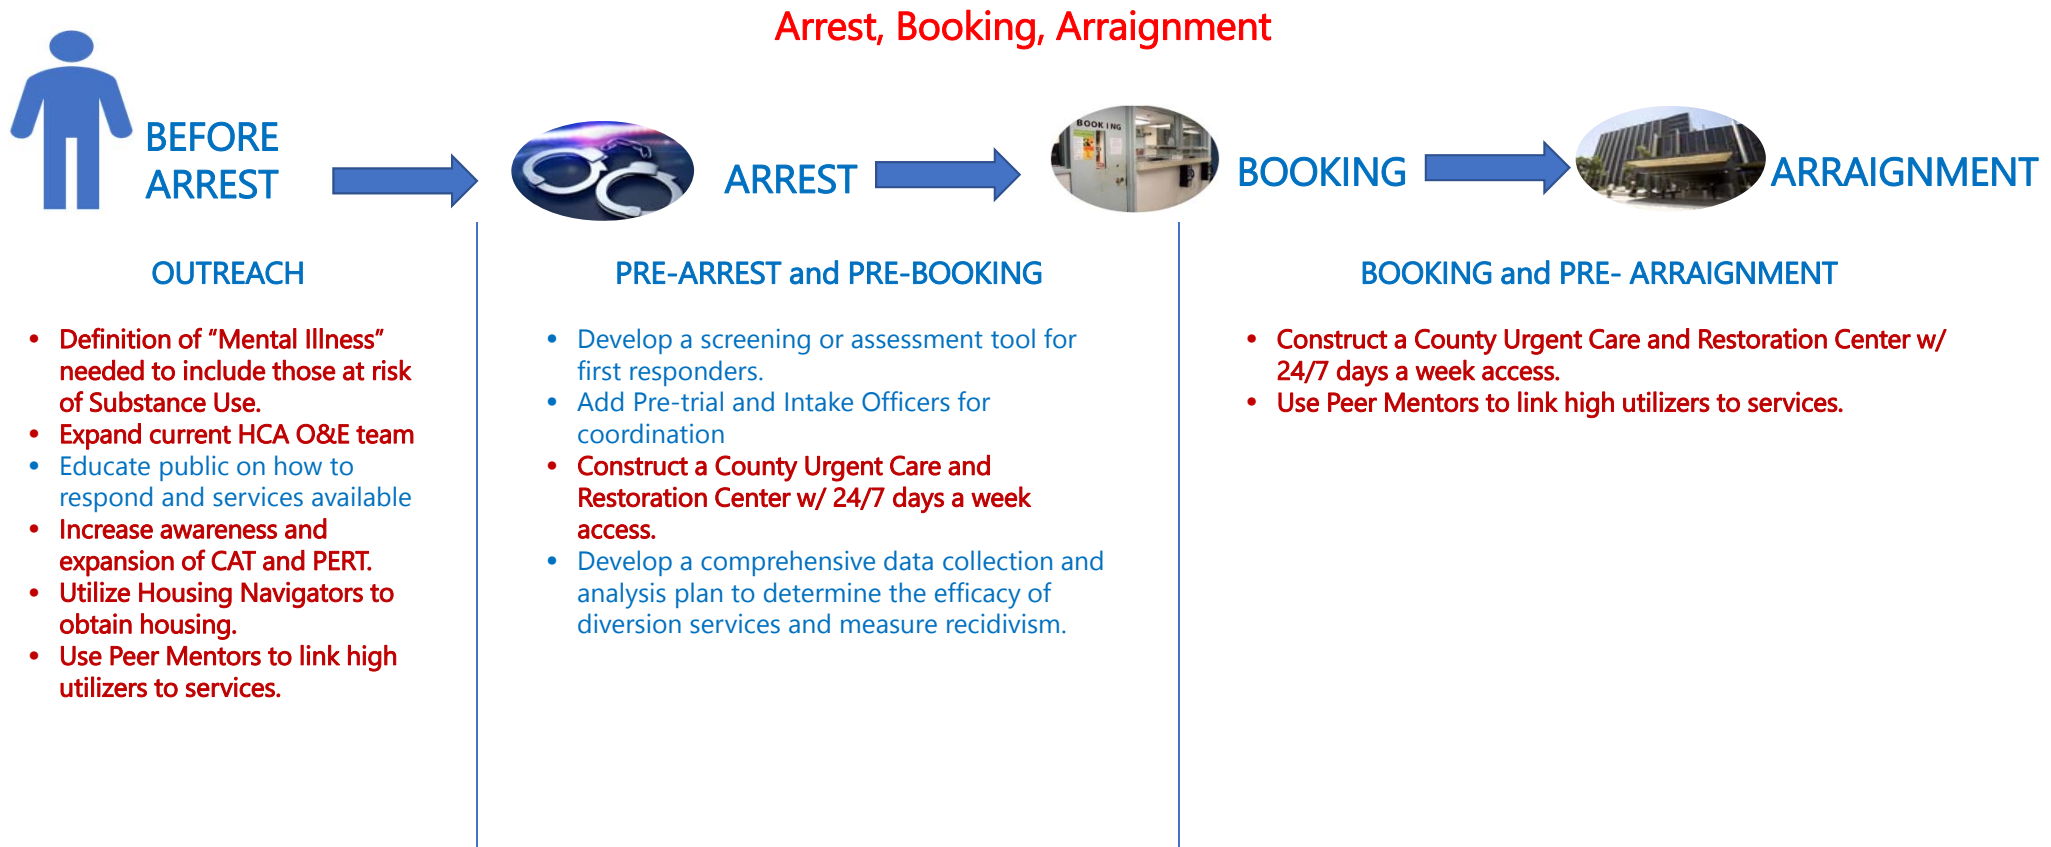 Arrest, Booking, Arraignment
BEFORE
ARREST
ARREST
BOOKING
BOOKING
ARRAIGNMENT
OUTREACH
• Definition of “Mental Illness”
needed to include those at risk
of Substance Use.
• Expand current HCA O&E team
• Educate public on how to
respond and services available
• Increase awareness and
expansion of CAT and PERT.
• Utilize Housing Navigators to
obtain housing.
• Use Peer Mentors to link high
utilizers to services.
PRE-ARREST and PRE-BOOKING
• Develop a screening or assessment tool for
first responders.
• Add Pre-trial and Intake Officers for
coordination
• Construct a County Urgent Care and
Restoration Center w/ 24/7 days a week
access.
• Develop a comprehensive data collection and
analysis plan to determine the efficacy of
diversion services and measure recidivism.
BOOKING and PRE- ARRAIGNMENT
• Construct a County Urgent Care and Restoration Center w/
24/7 days a week access.
• Use Peer Mentors to link high utilizers to services.